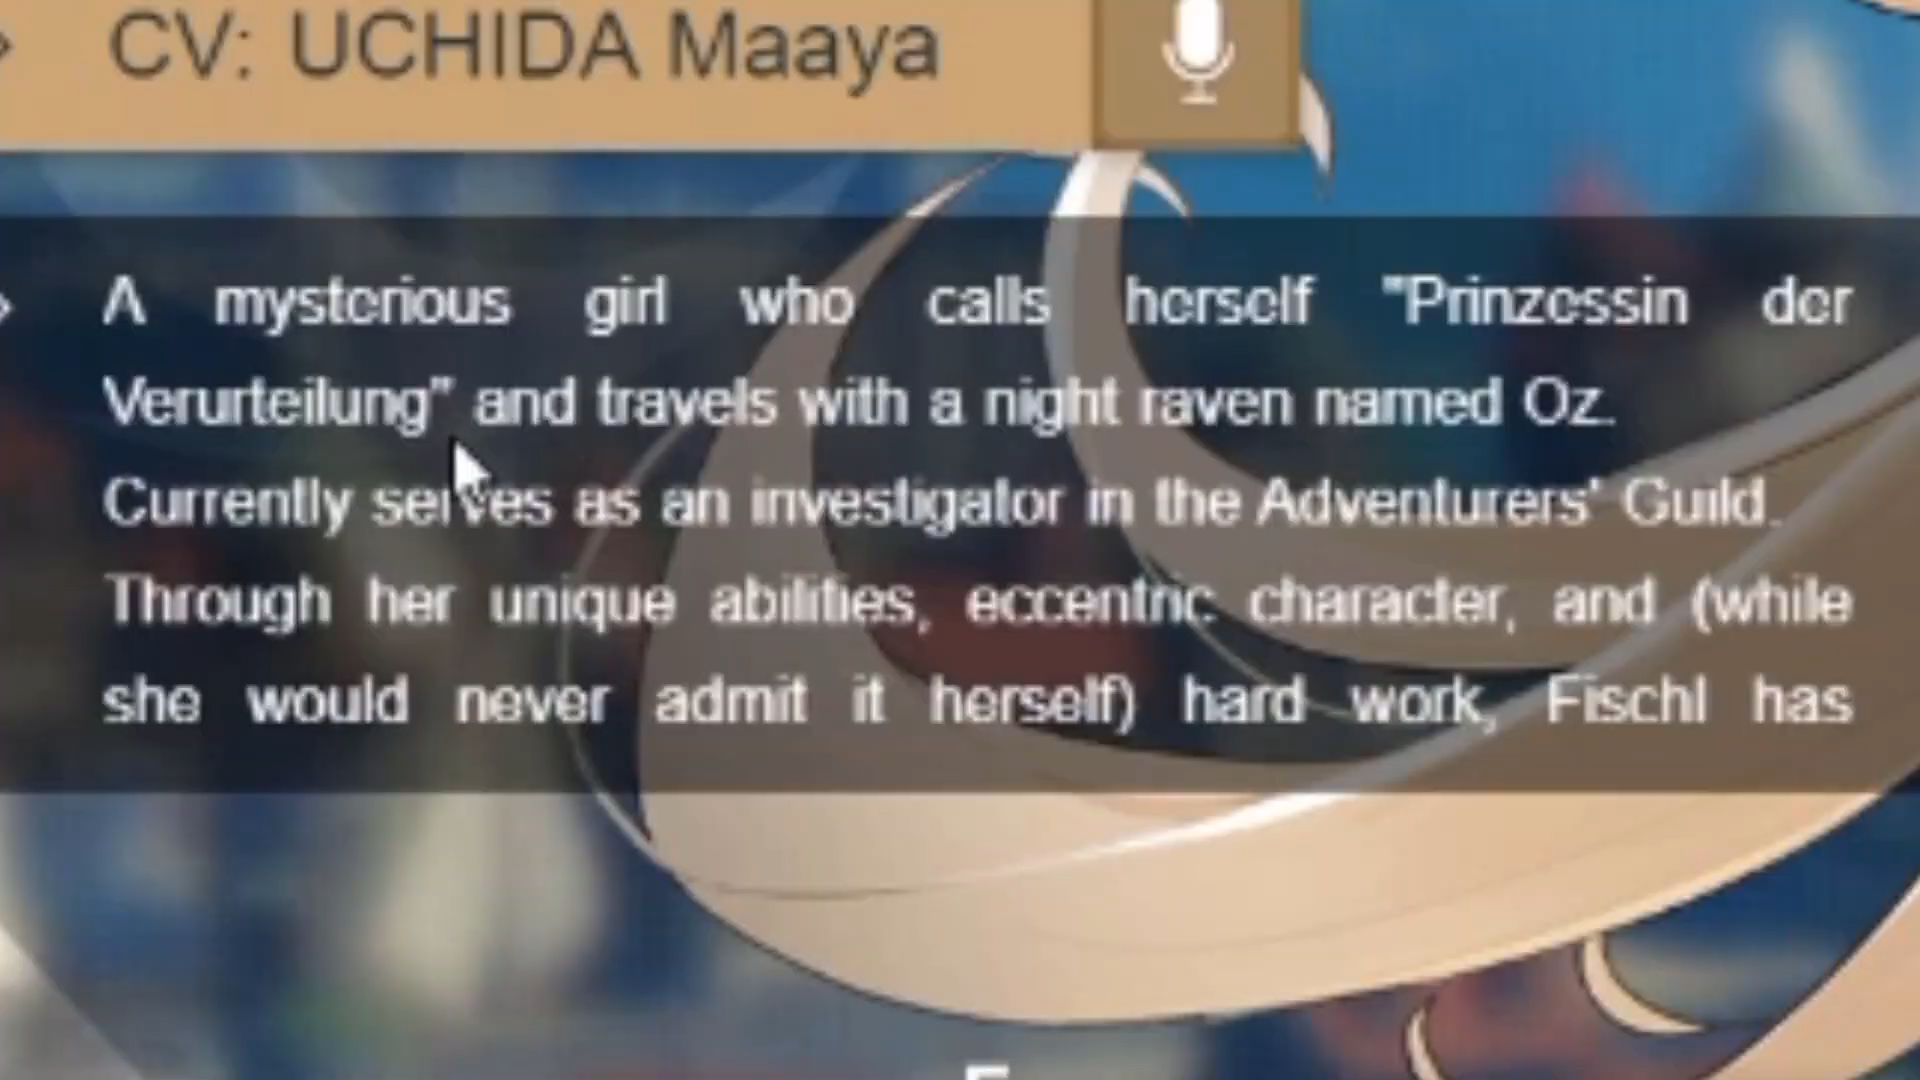 CV: UCHIDA Maaya
A mysterious girl who calls herself "Prinzessin der
Verurteilung" and travels with a night raven named Oz.
Currently serves as an investigator in the Adventurers' Guild.
Through her unique abilities, eccentric character, and (while
she would never admit it herself) hard work, Fischl has